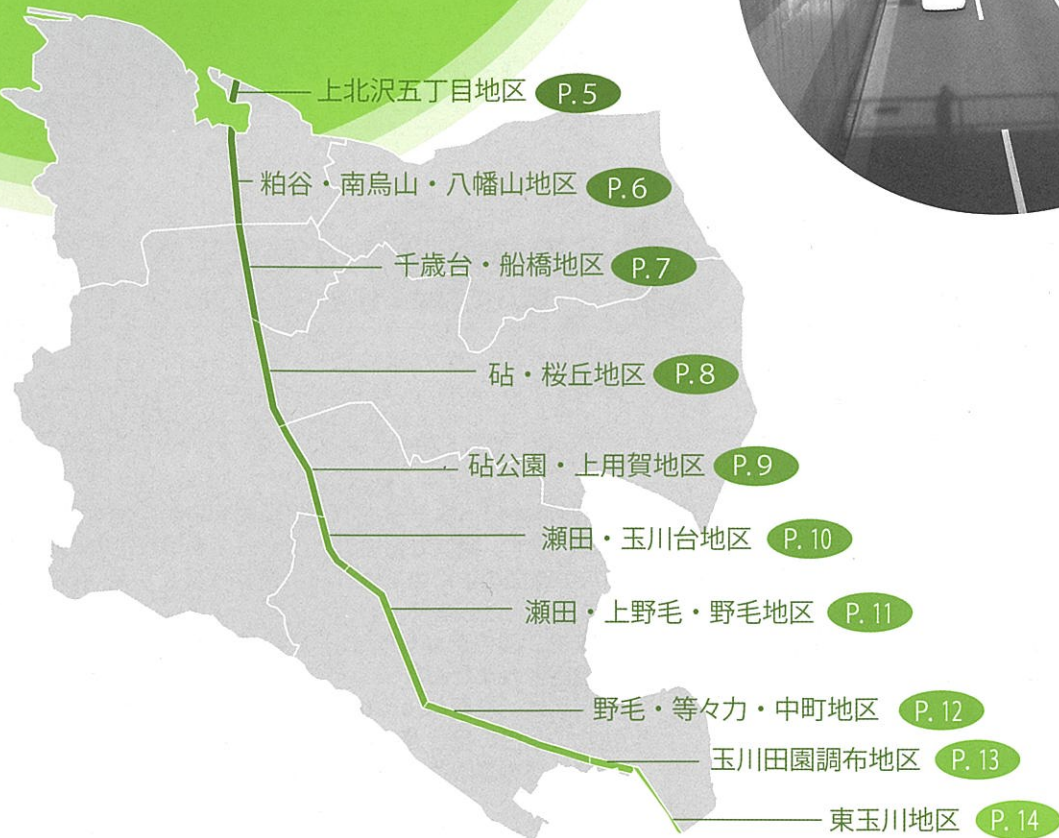 上北沢五丁目地区 P.5
粕谷・南烏山・八幡山地区 P.6
千歳台・船橋地区 P.7
砧・桜丘地区 P.8
砧公園・上用賀地区 P.9
瀬田・玉川台地区 P.10
瀬田・上野毛・野毛地区 P.11
野毛・等々力・中町地区 P.12
玉川田園調布地区 P.13
東玉川地区 P.14